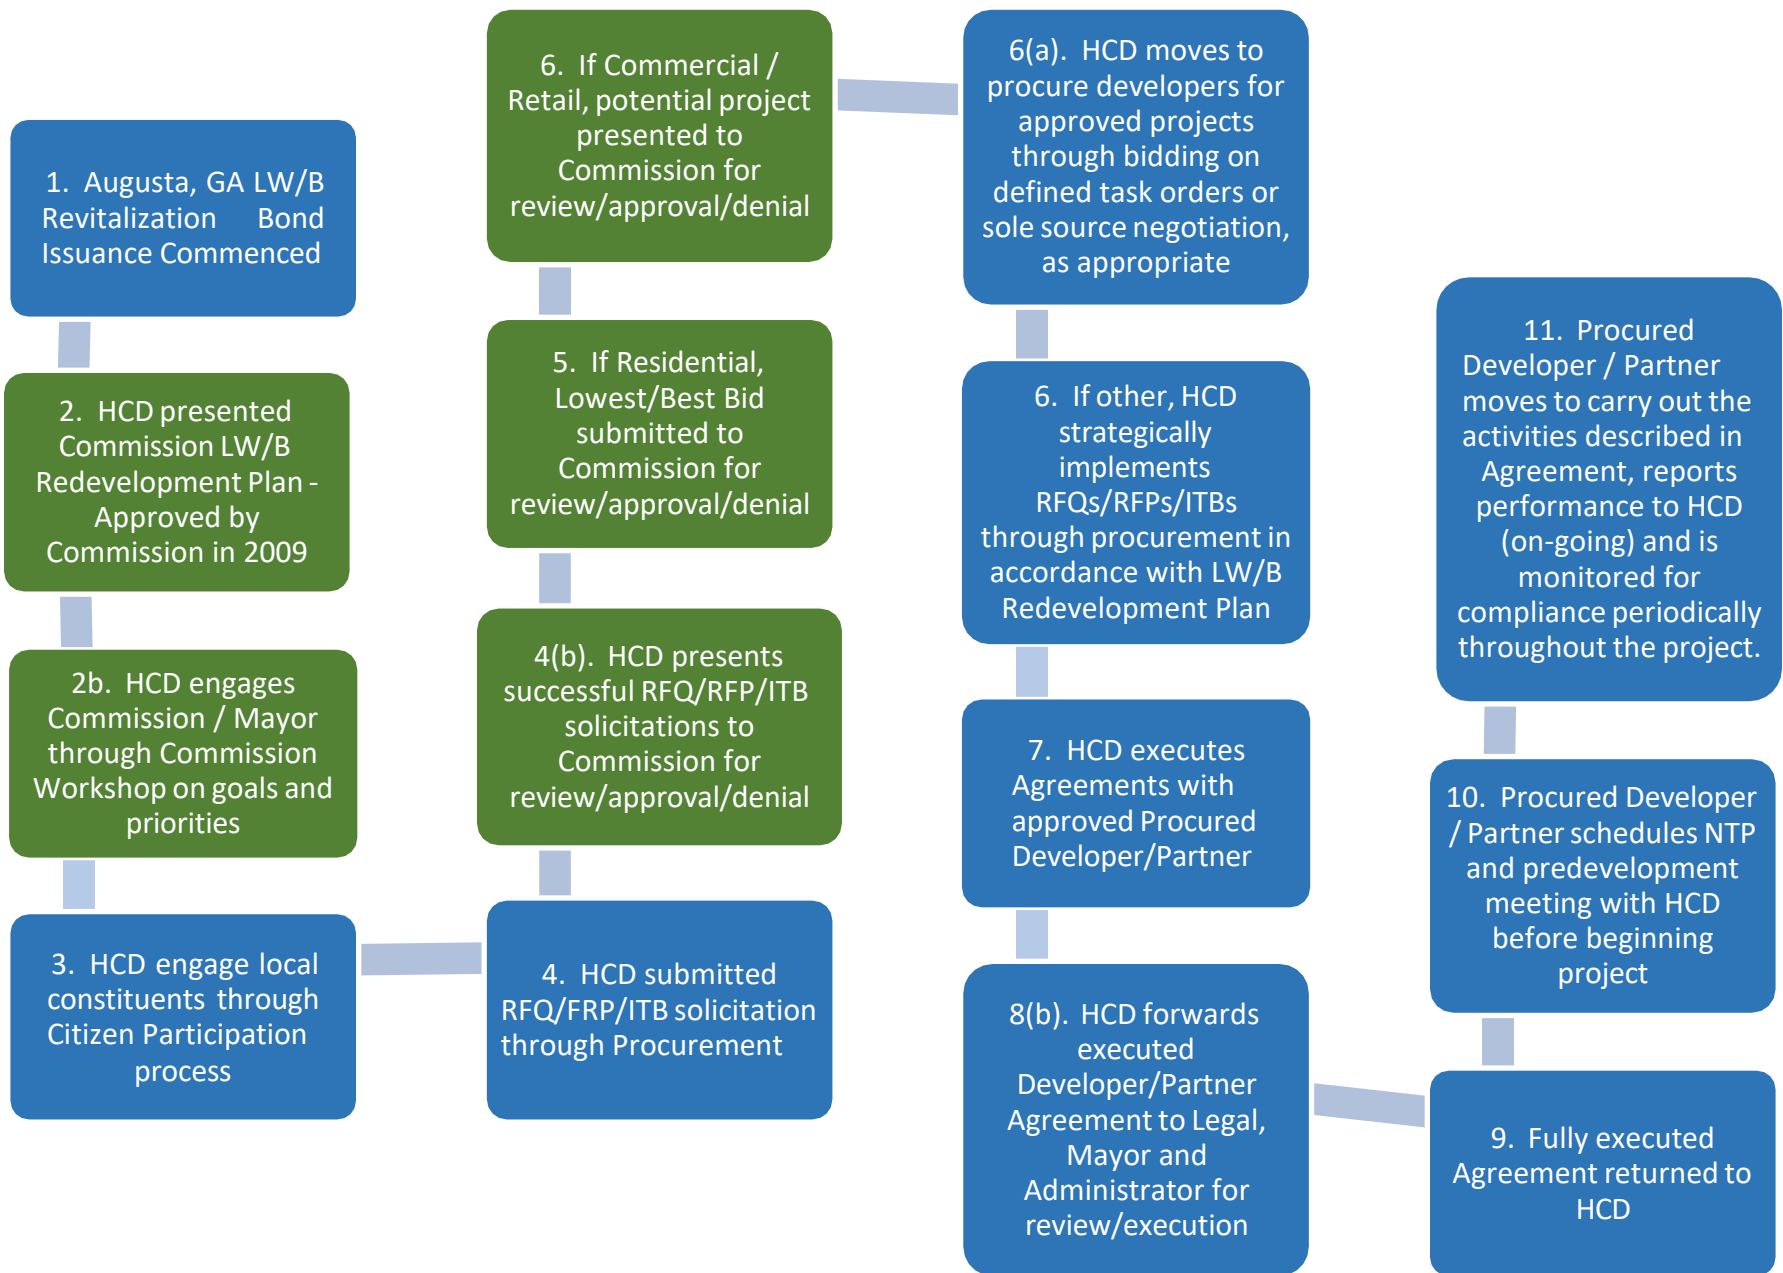 1. Augusta, GA LW/B
Revitalization Bond
Issuance Commenced
2. HCD presented
Commission LW/B
Redevelopment Plan -
Approved by
Commission in 2009
2b. HCD engages
Commission / Mayor
through Commission
Workshop on goals and
priorities
3. HCD engage local
constituents through
Citizen Participation
process
4. HCD submitted
RFQ/FRP/ITB solicitation
through Procurement
4(b). HCD presents
successful RFQ/RFP/ITB
solicitations to
Commission for
review/approval/denial
5. If Residential,
Lowest/Best Bid
submitted to
Commission for
review/approval/denial
6. If Commercial /
Retail, potential project
presented to
Commission for
review/approval/denial
6(a). HCD moves to
procure developers for
approved projects
through bidding on
defined task orders or
sole source negotiation,
as appropriate
6. If other, HCD
strategically
implements
RFQs/RFPs/ITBs
through procurement in
accordance with LW/B
Redevelopment Plan
7. HCD executes
Agreements with
approved Procured
Developer/Partner
8(b). HCD forwards
executed
Developer/Partner
Agreement to Legal,
Mayor and
Administrator for
review/execution
9. Fully executed
Agreement returned to
HCD
10. Procured Developer
/ Partner schedules NTP
and predevelopment
meeting with HCD
before beginning
project
11. Procured
Developer / Partner
moves to carry out the
activities described in
Agreement, reports
performance to HCD
(on-going) and is
monitored for
compliance periodically
throughout the project.